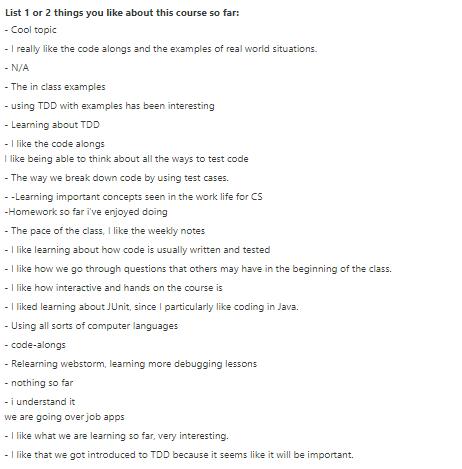 List 1 or 2 things you like about this course so far:
- Cool topic
- I really like the code alongs and the examples of real world situations.
- N/A
- The in class examples
- using TDD with examples has been interesting
- Learning about TDD
- I like the code alongs
I like being able to think about all the ways to test code
- The way we break down code by using test cases.
- -Learning important concepts seen in the work life for CS
-Homework so far i've enjoyed doing
- The pace of the class, I like the weekly notes
- I like learning about how code is usually written and tested
- I like how we go through questions that others may have in the beginning of the class.
- I like how interactive and hands on the course is
- I liked learning about JUnit, since I particularly like coding in Java.
- Using all sorts of computer languages
- code-alongs
- Relearning webstorm, learning more debugging lessons
- nothing so far
- i understand it
we are going over job apps
- I like what we are learning so far, very interesting.
- I like that we got introduced to TDD because it seems like it will be important.